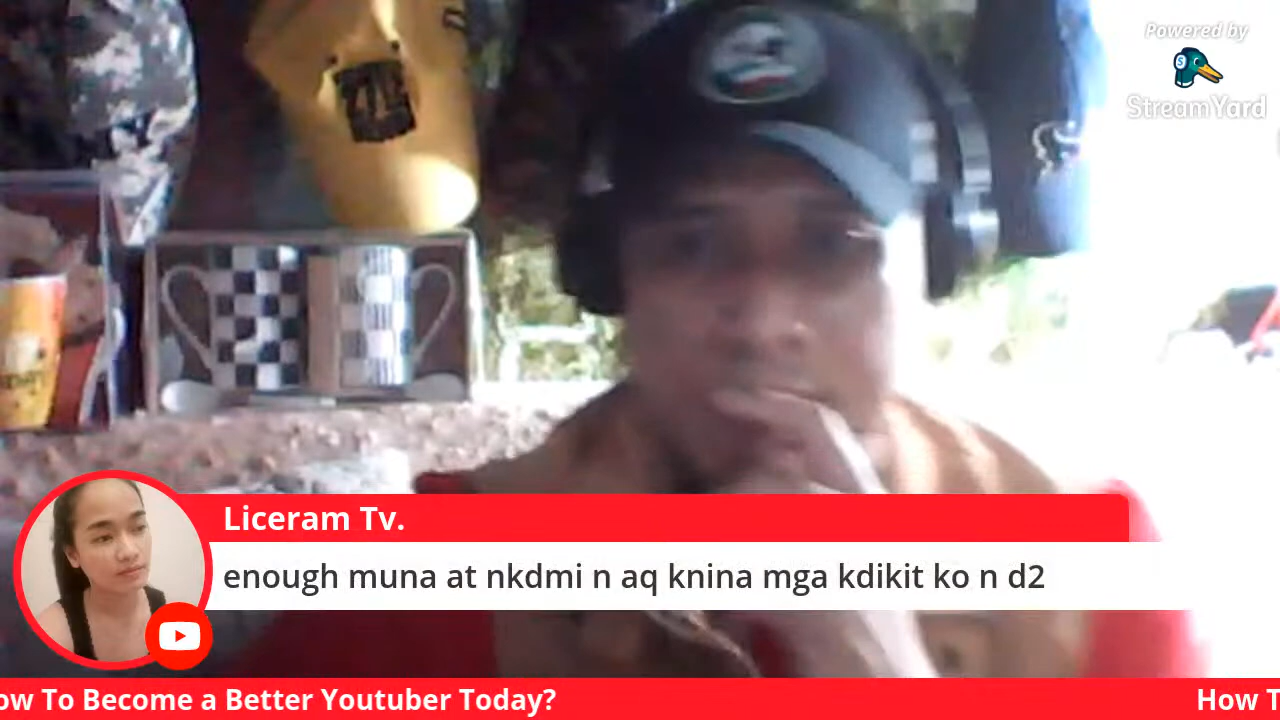 Powered by
StreamYard
Liceram Tv.
enough muna at nkdmi n aq knina mga kdikit ko n d2
ow To Become a Better Youtuber Today?
How T